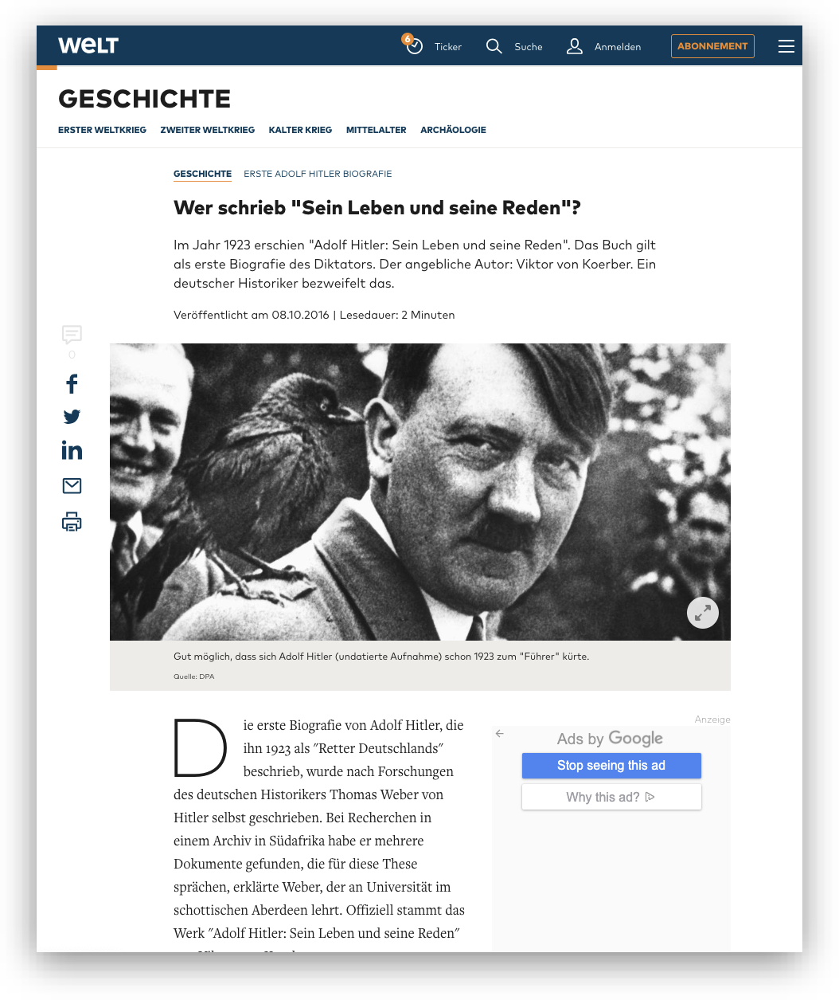 WELT
6
Ticker
Suche
Anmelden
ABONNEMENT
GESCHICHTE
ERSTER WELTKRIEG ZWEITER WELTKRIEG KALTER KRIEG MITTELALTER ARCHÄOLOGIE
GESCHICHTE ERSTE ADOLF HITLER BIOGRAFIE
Wer schrieb "Sein Leben und seine Reden"?
Im Jahr 1923 erschien "Adolf Hitler: Sein Leben und seine Reden". Das Buch gilt
als erste Biografie des Diktators. Der angebliche Autor: Viktor von Koerber. Ein
deutscher Historiker bezweifelt das.
Veröffentlicht am 08.10.2016 | Lesedauer: 2 Minuten
0
Gut möglich, dass sich Adolf Hitler (undatierte Aufnahme) schon 1923 zum "Führer" kürte.
Quelle: DPA
Die erste Biografie von Adolf Hitler, die
ihn 1923 als "Retter Deutschlands"
beschrieb, wurde nach Forschungen
des deutschen Historikers Thomas Weber von
Hitler selbst geschrieben. Bei Recherchen in
einem Archiv in Südafrika habe er mehrere
Dokumente gefunden, die für diese These
sprächen, erklärte Weber, der an Universität im
schottischen Aberdeen lehrt. Offiziell stammt das
Werk "Adolf Hitler: Sein Leben und seine Reden"
Anzeige
Ads by Google
Stop seeing this ad
Why this ad?